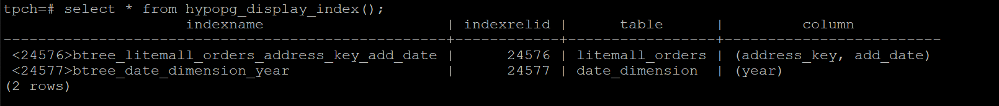 tpch=# select * from hypopg_display_index();
                      indexname                       | indexrelid |      table      |          column
------------------------------------------------------+------------+-----------------+--------------------------
 <24576>btree_litemall_orders_address_key_add_date |      24576 | litemall_orders | (address_key, add_date)
 <24577>btree_date_dimension_year                   |      24577 | date_dimension  | (year)
(2 rows)